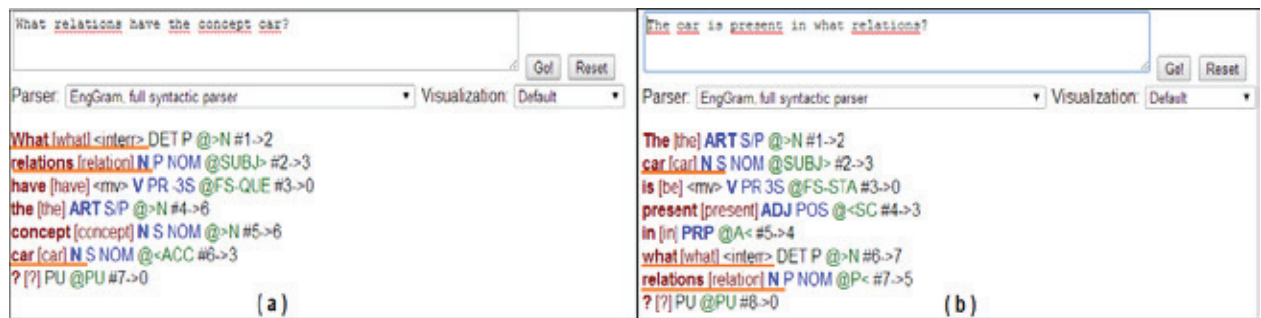 What relations have the concept car?
Go! Reset
Parser: EngGram, full syntactic parser Visualization: Default
What [what] <interr> DET P @>N #1->2
relations [relation] N P NOM @SUBJ> #2->3
have [have] <mv> V PR -3S @FS-QUE #3->0
the [the] ART S/P @>N #4->6
concept [concept] N S NOM @>N #5->6
car [car] N S NOM @<ACC #6->3
? [?] PU @PU #7->0
(a)
The car is present in what relations?
Go! Reset
Parser: EngGram, full syntactic parser Visualization: Default
The [the] ART S/P @>N #1->2
car [car] N S NOM @SUBJ> #2->3
is [be] <mv> V PR 3S @FS-STA #3->0
present [present] ADJ POS @<SC #4->3
in [in] PRP @A< #5->4
what [what] <interr> DET P @>N #6->7
relations [relation] N P NOM @P< #7->5
? [?] PU @PU #8->0
(b)